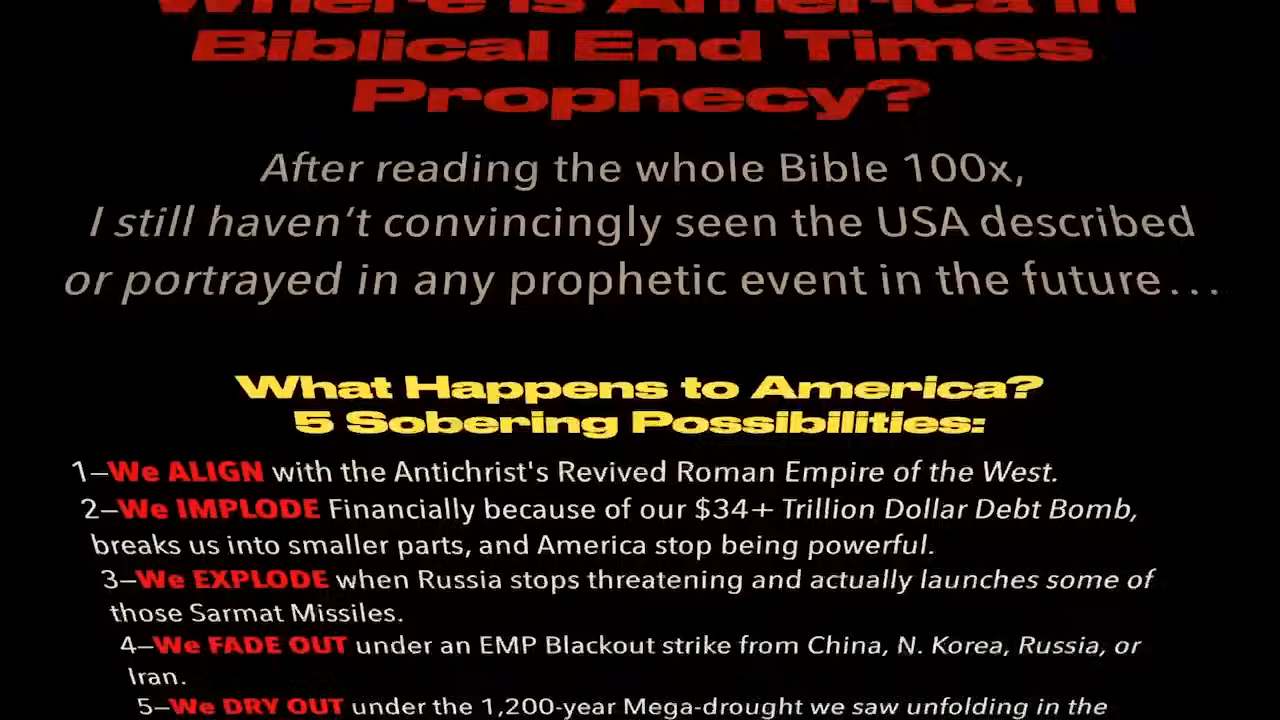 Where is America in
Biblical End Times
Prophecy?
After reading the whole Bible 100x,
I still haven't convincingly seen the USA described
or portrayed in any prophetic event in the future…
What Happens to America?
5 Sobering Possibilities:
1–We ALIGN with the Antichrist's Revived Roman Empire of the West.
2–We IMPLODE Financially because of our $34+ Trillion Dollar Debt Bomb,
breaks us into smaller parts, and America stop being powerful.
3–We EXPLODE when Russia stops threatening and actually launches some of
those Sarmat Missiles.
4–We FADE OUT under an EMP Blackout strike from China, N. Korea, Russia, or
Iran.
5–We DRY OUT under the 1,200-year Mega-drought we saw unfolding in the